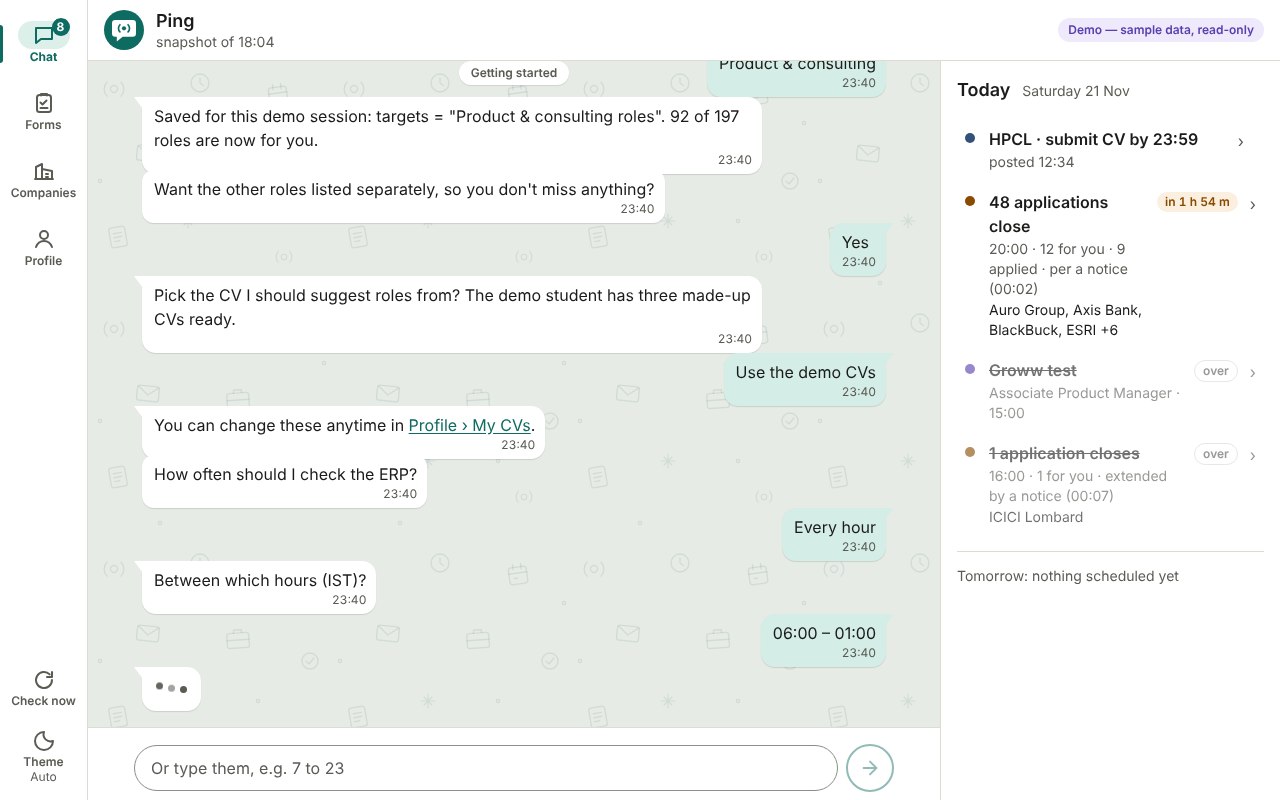 8
Chat
Forms
Companies
Profile
Check now
Theme
Auto
Ping
snapshot of 18:04
Demo — sample data, read-only
Getting started
Product & consulting
23:40
Saved for this demo session: targets = "Product & consulting roles". 92 of 197
roles are now for you.
23:40
Want the other roles listed separately, so you don't miss anything?
23:40
Yes
23:40
Pick the CV I should suggest roles from? The demo student has three made-up
CVs ready.
23:40
Use the demo CVs
23:40
You can change these anytime in Profile › My CVs.
23:40
How often should I check the ERP?
23:40
Every hour
23:40
Between which hours (IST)?
23:40
06:00 – 01:00
23:40
Or type them, e.g. 7 to 23
Today Saturday 21 Nov
HPCL · submit CV by 23:59
posted 12:34
48 applications
close
in 1 h 54 m
20:00 · 12 for you · 9
applied · per a notice
(00:02)
Auro Group, Axis Bank,
BlackBuck, ESRI +6
Groww test
over
Associate Product Manager ·
15:00
1 application closes
over
16:00 · 1 for you · extended
by a notice (00:07)
ICICI Lombard
Tomorrow: nothing scheduled yet